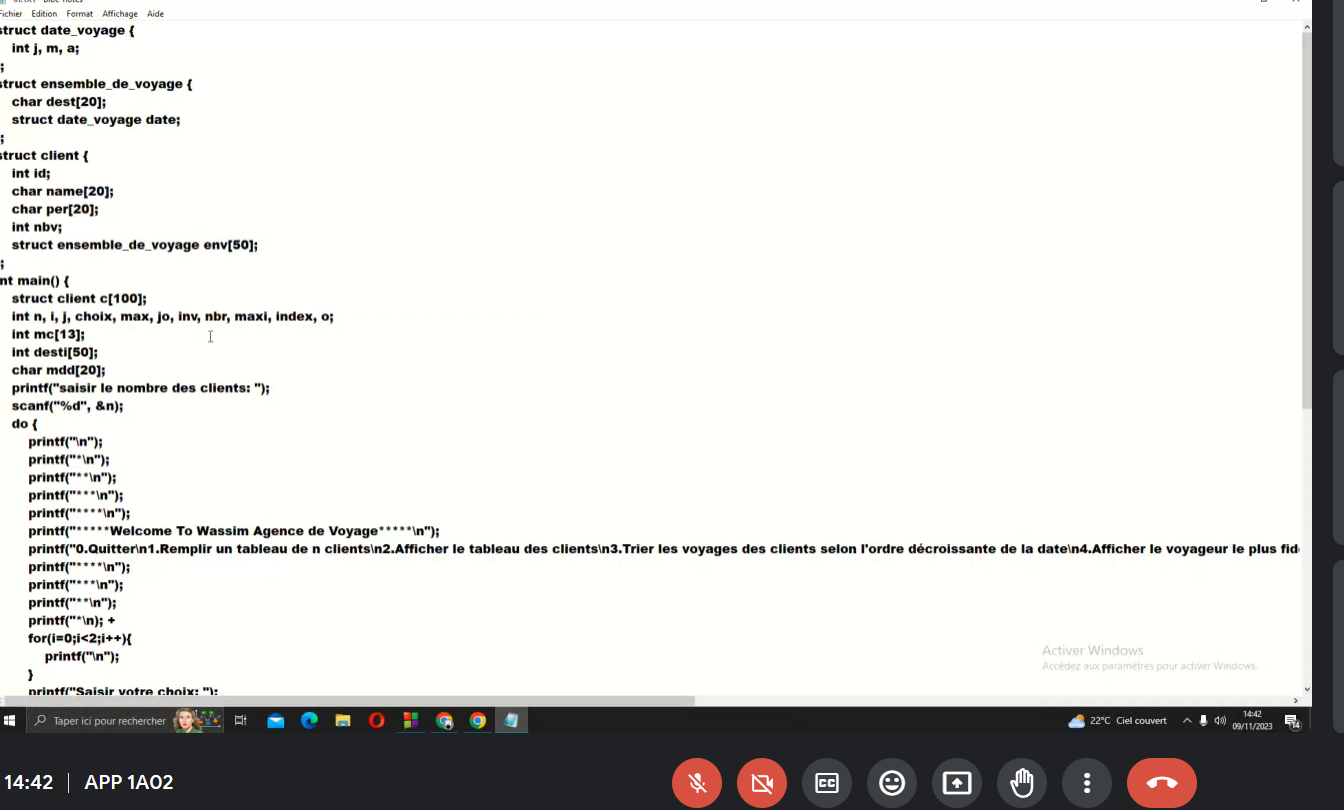 Fichier Edition Format Affichage Aide
struct date_voyage {
int j, m, a;
;
struct ensemble_de_voyage {
char dest[20];
struct date_voyage date;
;
struct client {
int id;
char name[20];
char per[20];
int nbv;
struct ensemble_de_voyage env[50];
;
nt main() {
struct client c[100];
int n, i, j, choix, max, jo, inv, nbr, maxi, index, o;
int mc[13];
int desti[50];
char mdd[20];
printf("saisir le nombre des clients: ");
scanf("%d", &n);
do {
printf("\n");
printf("*\n");
printf("**\n");
printf("***\n");
printf("****\n");
printf("*****Welcome To Wassim Agence de Voyage*****\n");
printf("0.Quitter\n1.Remplir un tableau de n clients\n2.Afficher le tableau des clients\n3.Trier les voyages des clients selon l'ordre décroissante de la date\n4.Afficher le voyageur le plus fid
printf("****\n");
printf("***\n");
printf("**\n");
printf("*\n); +
for(i=0;i<2;i++){
printf("\n");
}
printf("Saisir votre choix: ");
Activer Windows
Accédez aux paramètres pour activer Windows.
Taper ici pour rechercher
22°C Ciel couvert
14:42
09/11/2023
14
14:42 | APP 1A02
CC